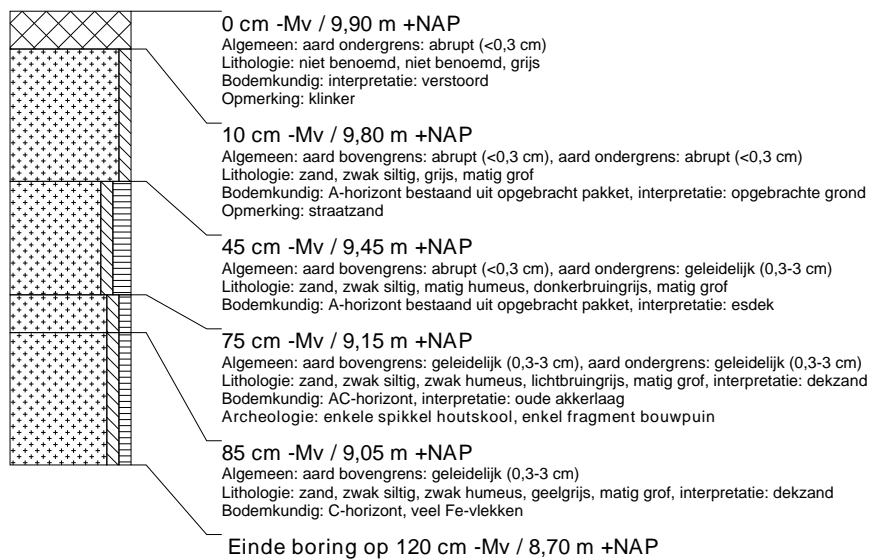 0 cm -Mv / 9,90 m +NAP
Algemeen: aard ondergrens: abrupt (<0,3 cm)
Lithologie: niet benoemd, niet benoemd, grijs
Bodemkundig: interpretatie: verstoord
Opmerking: klinker
10 cm -Mv / 9,80 m +NAP
Algemeen: aard bovengrens: abrupt (<0,3 cm), aard ondergrens: abrupt (<0,3 cm)
Lithologie: zand, zwak siltig, grijs, matig grof
Bodemkundig: A-horizont bestaand uit opgebracht pakket, interpretatie: opgebrachte grond
Opmerking: straatzand
45 cm -Mv / 9,45 m +NAP
Algemeen: aard bovengrens: abrupt (<0,3 cm), aard ondergrens: geleidelijk (0,3-3 cm)
Lithologie: zand, zwak siltig, matig humeus, donkerbruingrijs, matig grof
Bodemkundig: A-horizont bestaand uit opgebracht pakket, interpretatie: esdek
75 cm -Mv / 9,15 m +NAP
Algemeen: aard bovengrens: geleidelijk (0,3-3 cm), aard ondergrens: geleidelijk (0,3-3 cm)
Lithologie: zand, zwak siltig, zwak humeus, lichtbruingrijs, matig grof, interpretatie: dekzand
Bodemkundig: AC-horizont, interpretatie: oude akkerlaag
Archeologie: enkele spikkel houtskool, enkel fragment bouwpuin
85 cm -Mv / 9,05 m +NAP
Algemeen: aard bovengrens: geleidelijk (0,3-3 cm)
Lithologie: zand, zwak siltig, zwak humeus, geelgrijs, matig grof, interpretatie: dekzand
Bodemkundig: C-horizont, veel Fe-vlekken
Einde boring op 120 cm -Mv / 8,70 m +NAP